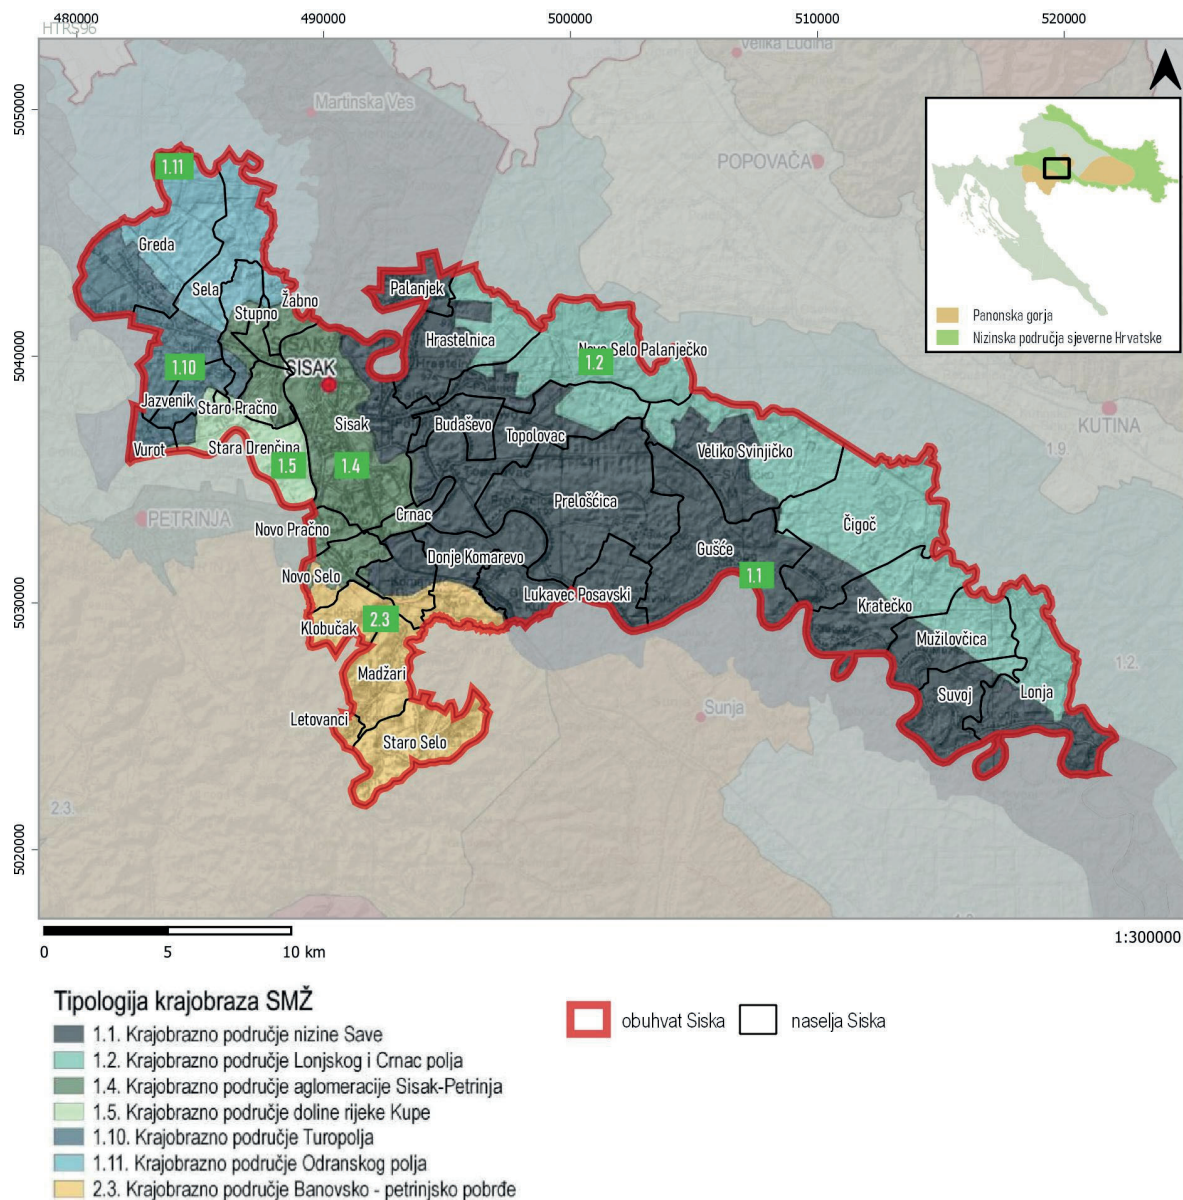 480000 490000 500000 510000 520000
HTRS96
5050000
5040000
5030000
5020000
Velika Ludina
Martinska Ves
POPOVAČA
1.11
Greda
Sela
Stupno
Žabno
Palanjek
Hrastelnica
Novo Selo Palanječko
1.2
SISAK
1.10
Jazvenik
Staro Pračno
Sisak
Budaševo
Topolovac
Veliko Svinjičko
KUTINA
1.9.
Vurot
Stara Drenčina
1.5
1.4
Prelošćica
Čigoč
PETRINJA
Novo Pračno
Crnac
Donje Komarevo
Gušće
Novo Selo
Lukavec Posavski
1.1
Kratečko
Klobučak
2.3
Mužilovčica
1.2.
Madžari
Suvoj
Lonja
Letovanci
Sunja
Staro Selo
2.3.
Panonska gorja
Nizinska područja sjeverne Hrvatske
0 5 10 km
1:300000
Tipologija krajobraza SMŽ
1.1. Krajobrazno područje nizine Save
1.2. Krajobrazno područje Lonjskog i Crnac polja
1.4. Krajobrazno područje aglomeracije Sisak-Petrinja
1.5. Krajobrazno područje doline rijeke Kupe
1.10. Krajobrazno područje Turopolja
1.11. Krajobrazno područje Odranskog polja
2.3. Krajobrazno područje Banovsko - petrinjsko pobrđe
obuhvat Siska
naselja Siska